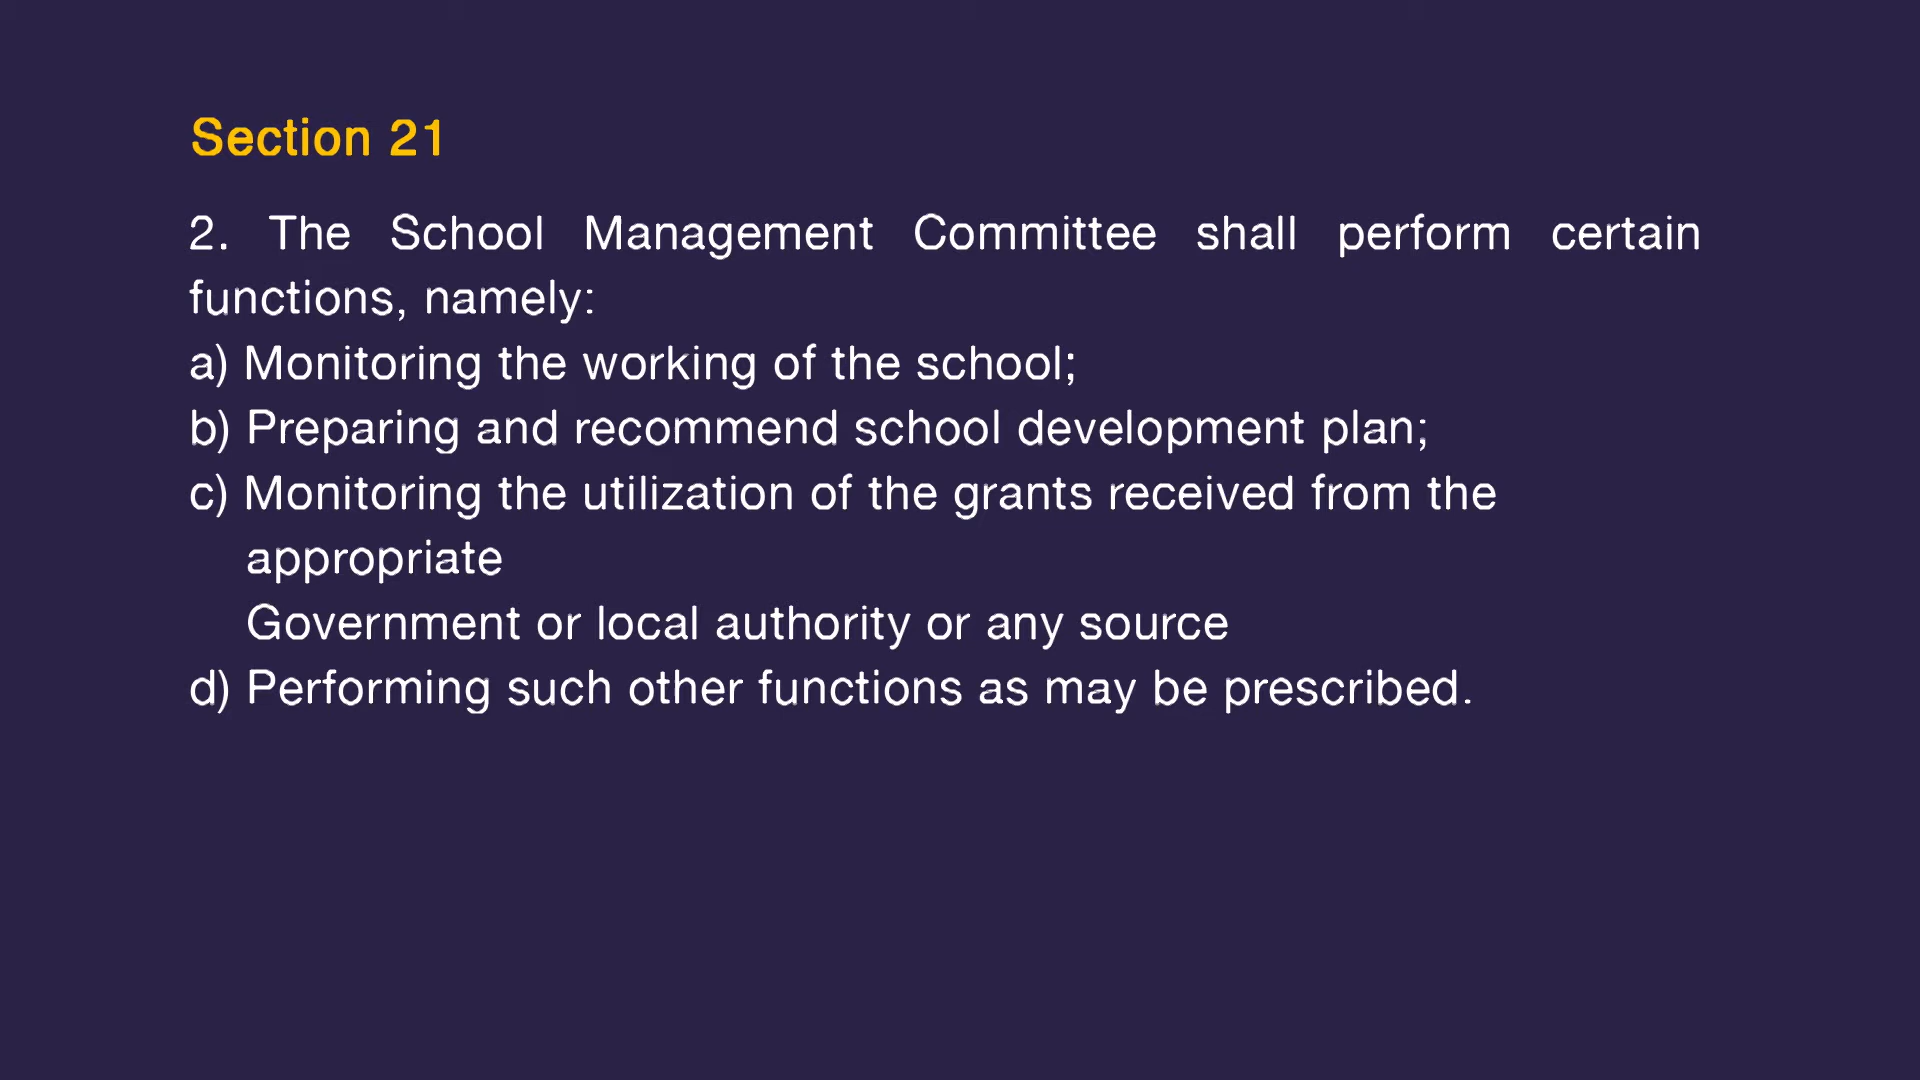 Section 21
2. The School Management Committee shall perform certain
functions, namely:
a) Monitoring the working of the school;
b) Preparing and recommend school development plan;
c) Monitoring the utilization of the grants received from the
appropriate
Government or local authority or any source
d) Performing such other functions as may be prescribed.